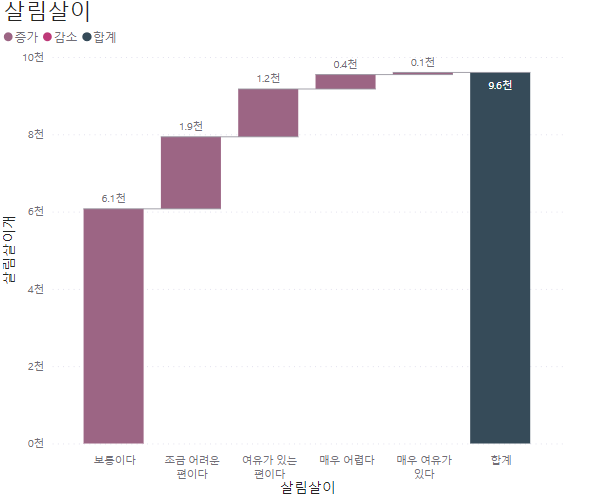 살림살이
증가 감소 합계
10천
8천
6천
4천
2천
0천
살림살이개
6.1천
1.9천
1.2천
0.4천
0.1천
9.6천
보통이다
조금 어려운
편이다
여유가 있는
편이다
매우 어렵다
매우 여유가
있다
합계
살림살이